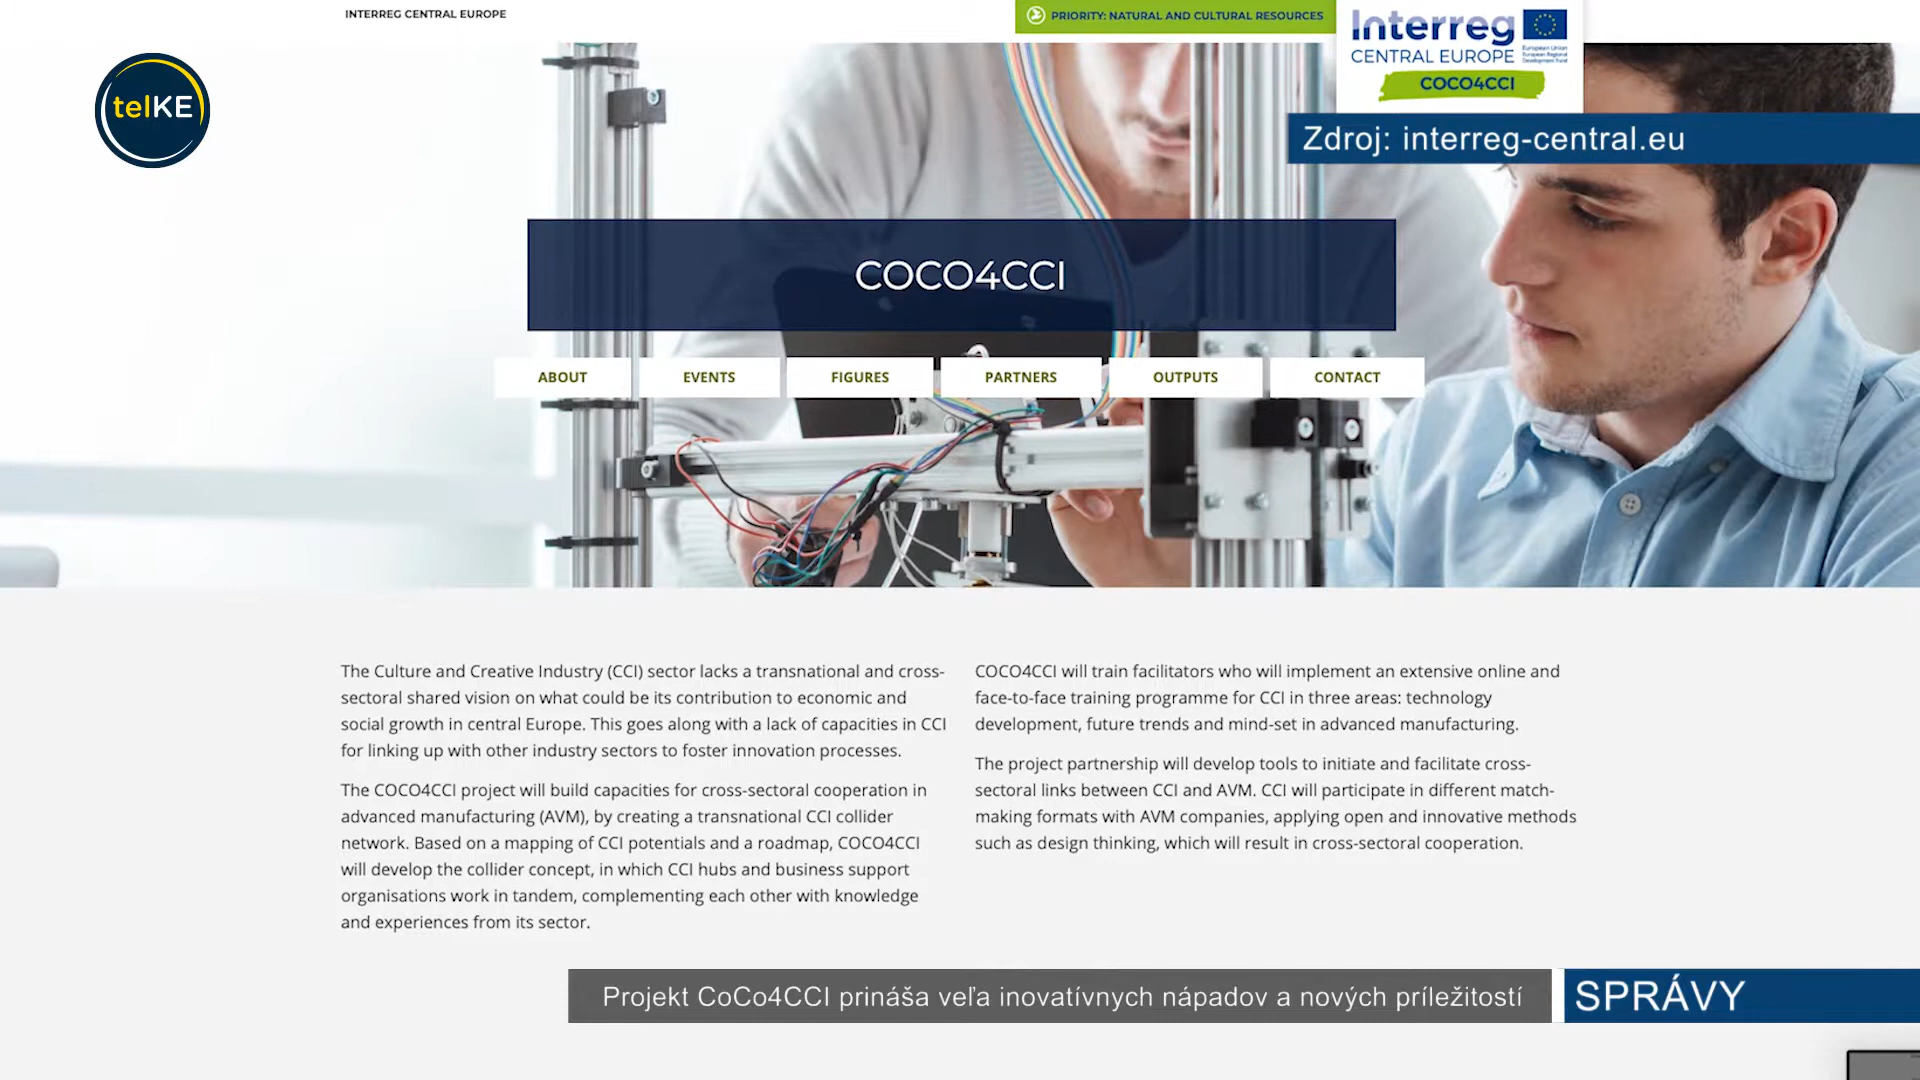 INTERREG CENTRAL EUROPE
PRIORITY: NATURAL AND CULTURAL RESOURCES
Interreg
CENTRAL EUROPE
European Union
European Regional
Development Fund
COCO4CCI
telKE
Zdroj: interreg-central.eu
COCO4CCI
ABOUT
EVENTS
FIGURES
PARTNERS
OUTPUTS
CONTACT
The Culture and Creative Industry (CCI) sector lacks a transnational and cross-
sectoral shared vision on what could be its contribution to economic and
social growth in central Europe. This goes along with a lack of capacities in CCI
for linking up with other industry sectors to foster innovation processes.
The COCO4CCI project will build capacities for cross-sectoral cooperation in
advanced manufacturing (AVM), by creating a transnational CCI collider
network. Based on a mapping of CCI potentials and a roadmap, COCO4CCI
will develop the collider concept, in which CCI hubs and business support
organisations work in tandem, complementing each other with knowledge
and experiences from its sector.
COCO4CCI will train facilitators who will implement an extensive online and
face-to-face training programme for CCI in three areas: technology
development, future trends and mind-set in advanced manufacturing.
The project partnership will develop tools to initiate and facilitate cross-
sectoral links between CCI and AVM. CCI will participate in different match-
making formats with AVM companies, applying open and innovative methods
such as design thinking, which will result in cross-sectoral cooperation.
Projekt CoCo4CCI prináša veľa inovatívnych nápadov a nových príležitostí
SPRÁVY